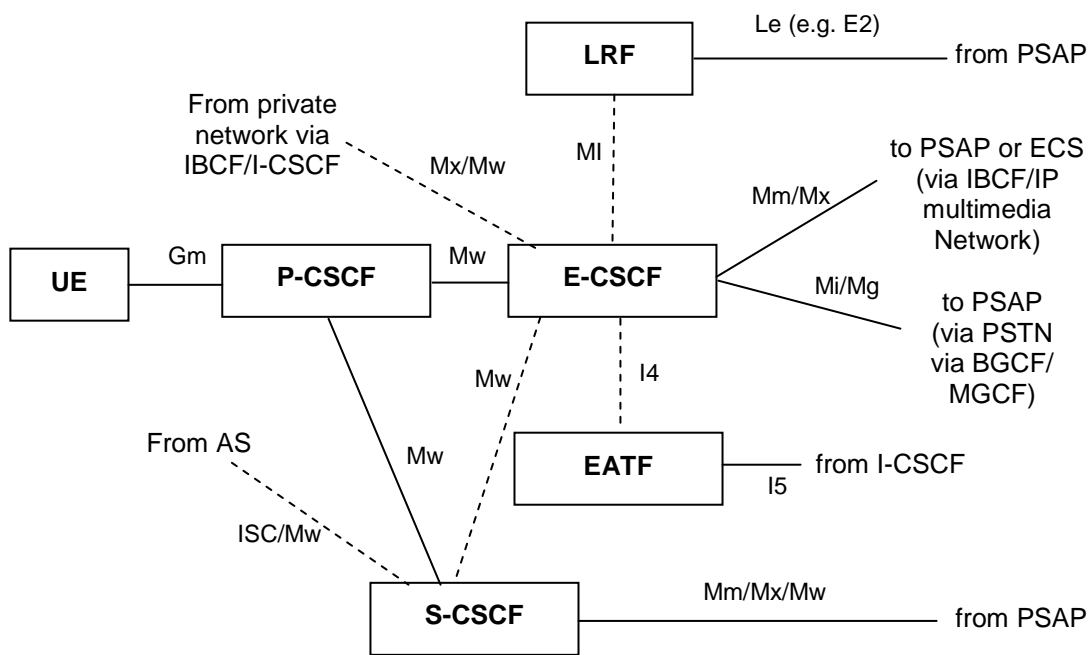 Le (e.g. E2)
LRF
from PSAP
From private
network via
IBCF/I-CSCF
Mx/Mw
Ml
to PSAP or ECS
(via IBCF/IP
multimedia
Network)
Mm/Mx
Gm
Mw
UE
P-CSCF
E-CSCF
Mi/Mg
to PSAP
(via PSTN
via BGCF/
MGCF)
Mw
I4
From AS
Mw
EATF
from I-CSCF
I5
ISC/Mw
Mm/Mx/Mw
S-CSCF
from PSAP